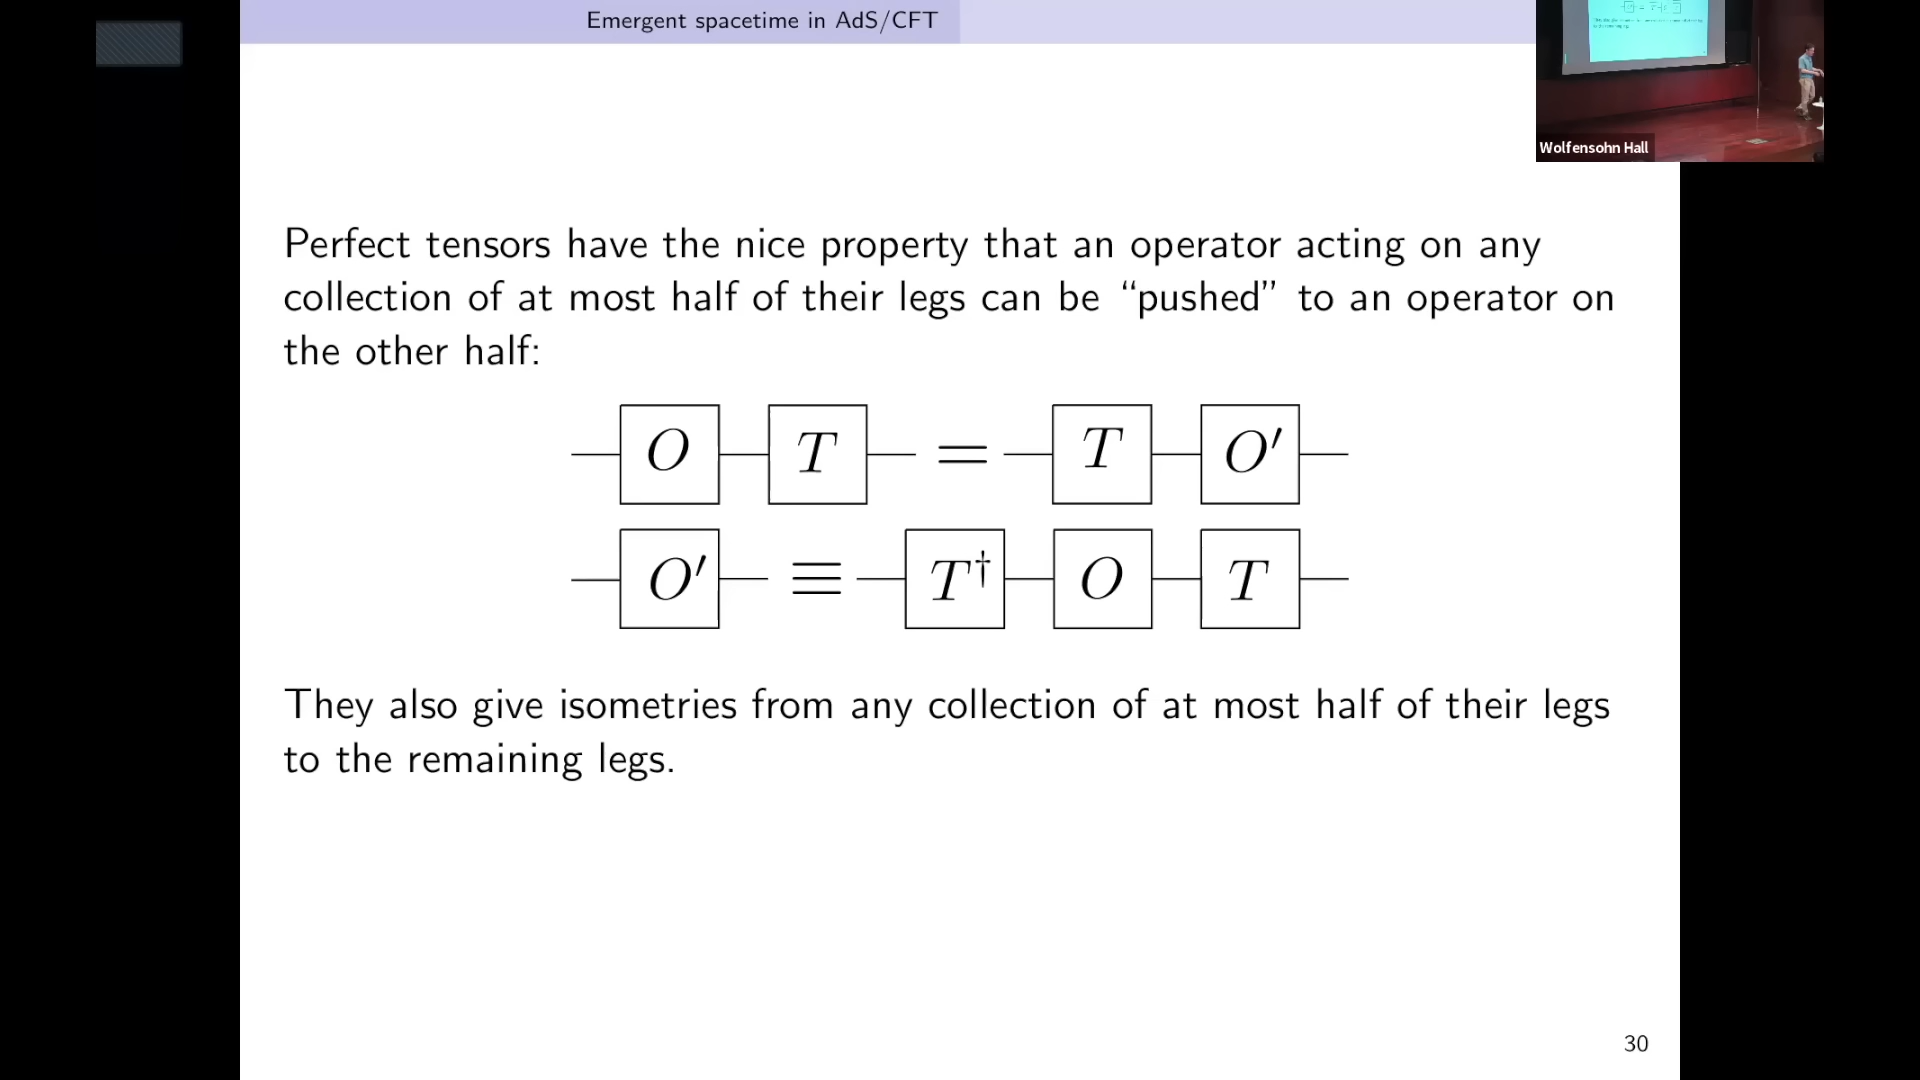 Emergent spacetime in AdS/CFT
Wolfensohn Hall
Perfect tensors have the nice property that an operator acting on any
collection of at most half of their legs can be “pushed” to an operator on
the other half:
O T = T O′
O′ ≡ T† O T
They also give isometries from any collection of at most half of their legs
to the remaining legs.
30